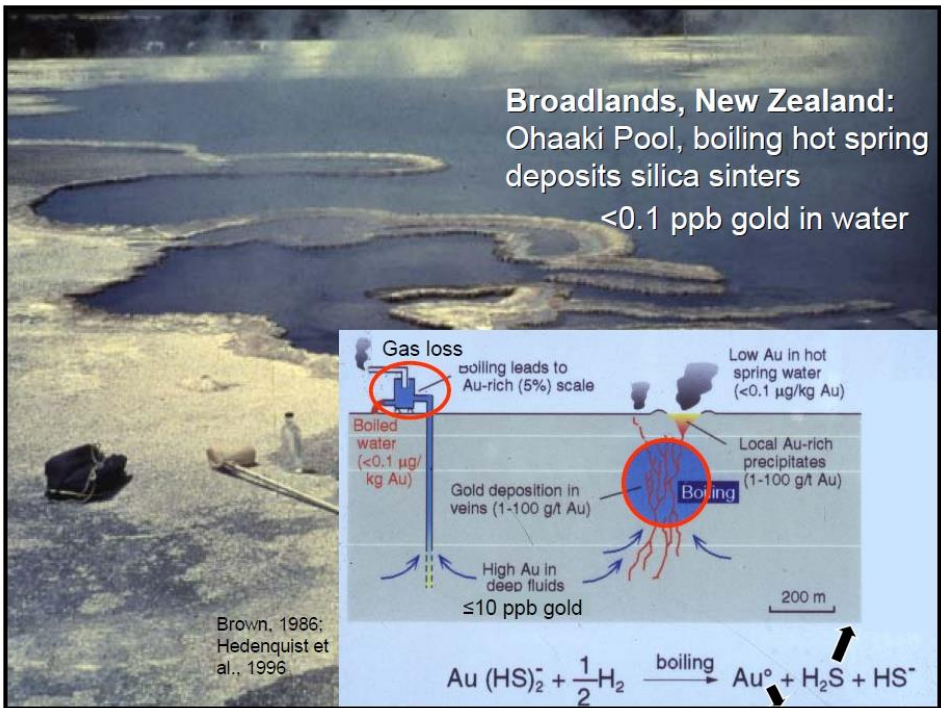 Broadlands, New Zealand:
Ohaaki Pool, boiling hot spring
deposits silica sinters
<0.1 ppb gold in water
Gas loss
Boiling leads to
Au-rich (5%) scale
Low Au in hot
spring water
(<0.1 µg/kg Au)
Boiled
water
(<0.1 µg/
kg Au)
Local Au-rich
precipitates
(1-100 g/t Au)
Gold deposition in
veins (1-100 g/t Au)
Boiling
High Au in
deep fluids
≤10 ppb gold
200 m
Brown, 1986;
Hedenquist et
al., 1996
Au (HS)₂⁻ + 1/2 H₂ boiling → Au° + H₂S + HS⁻